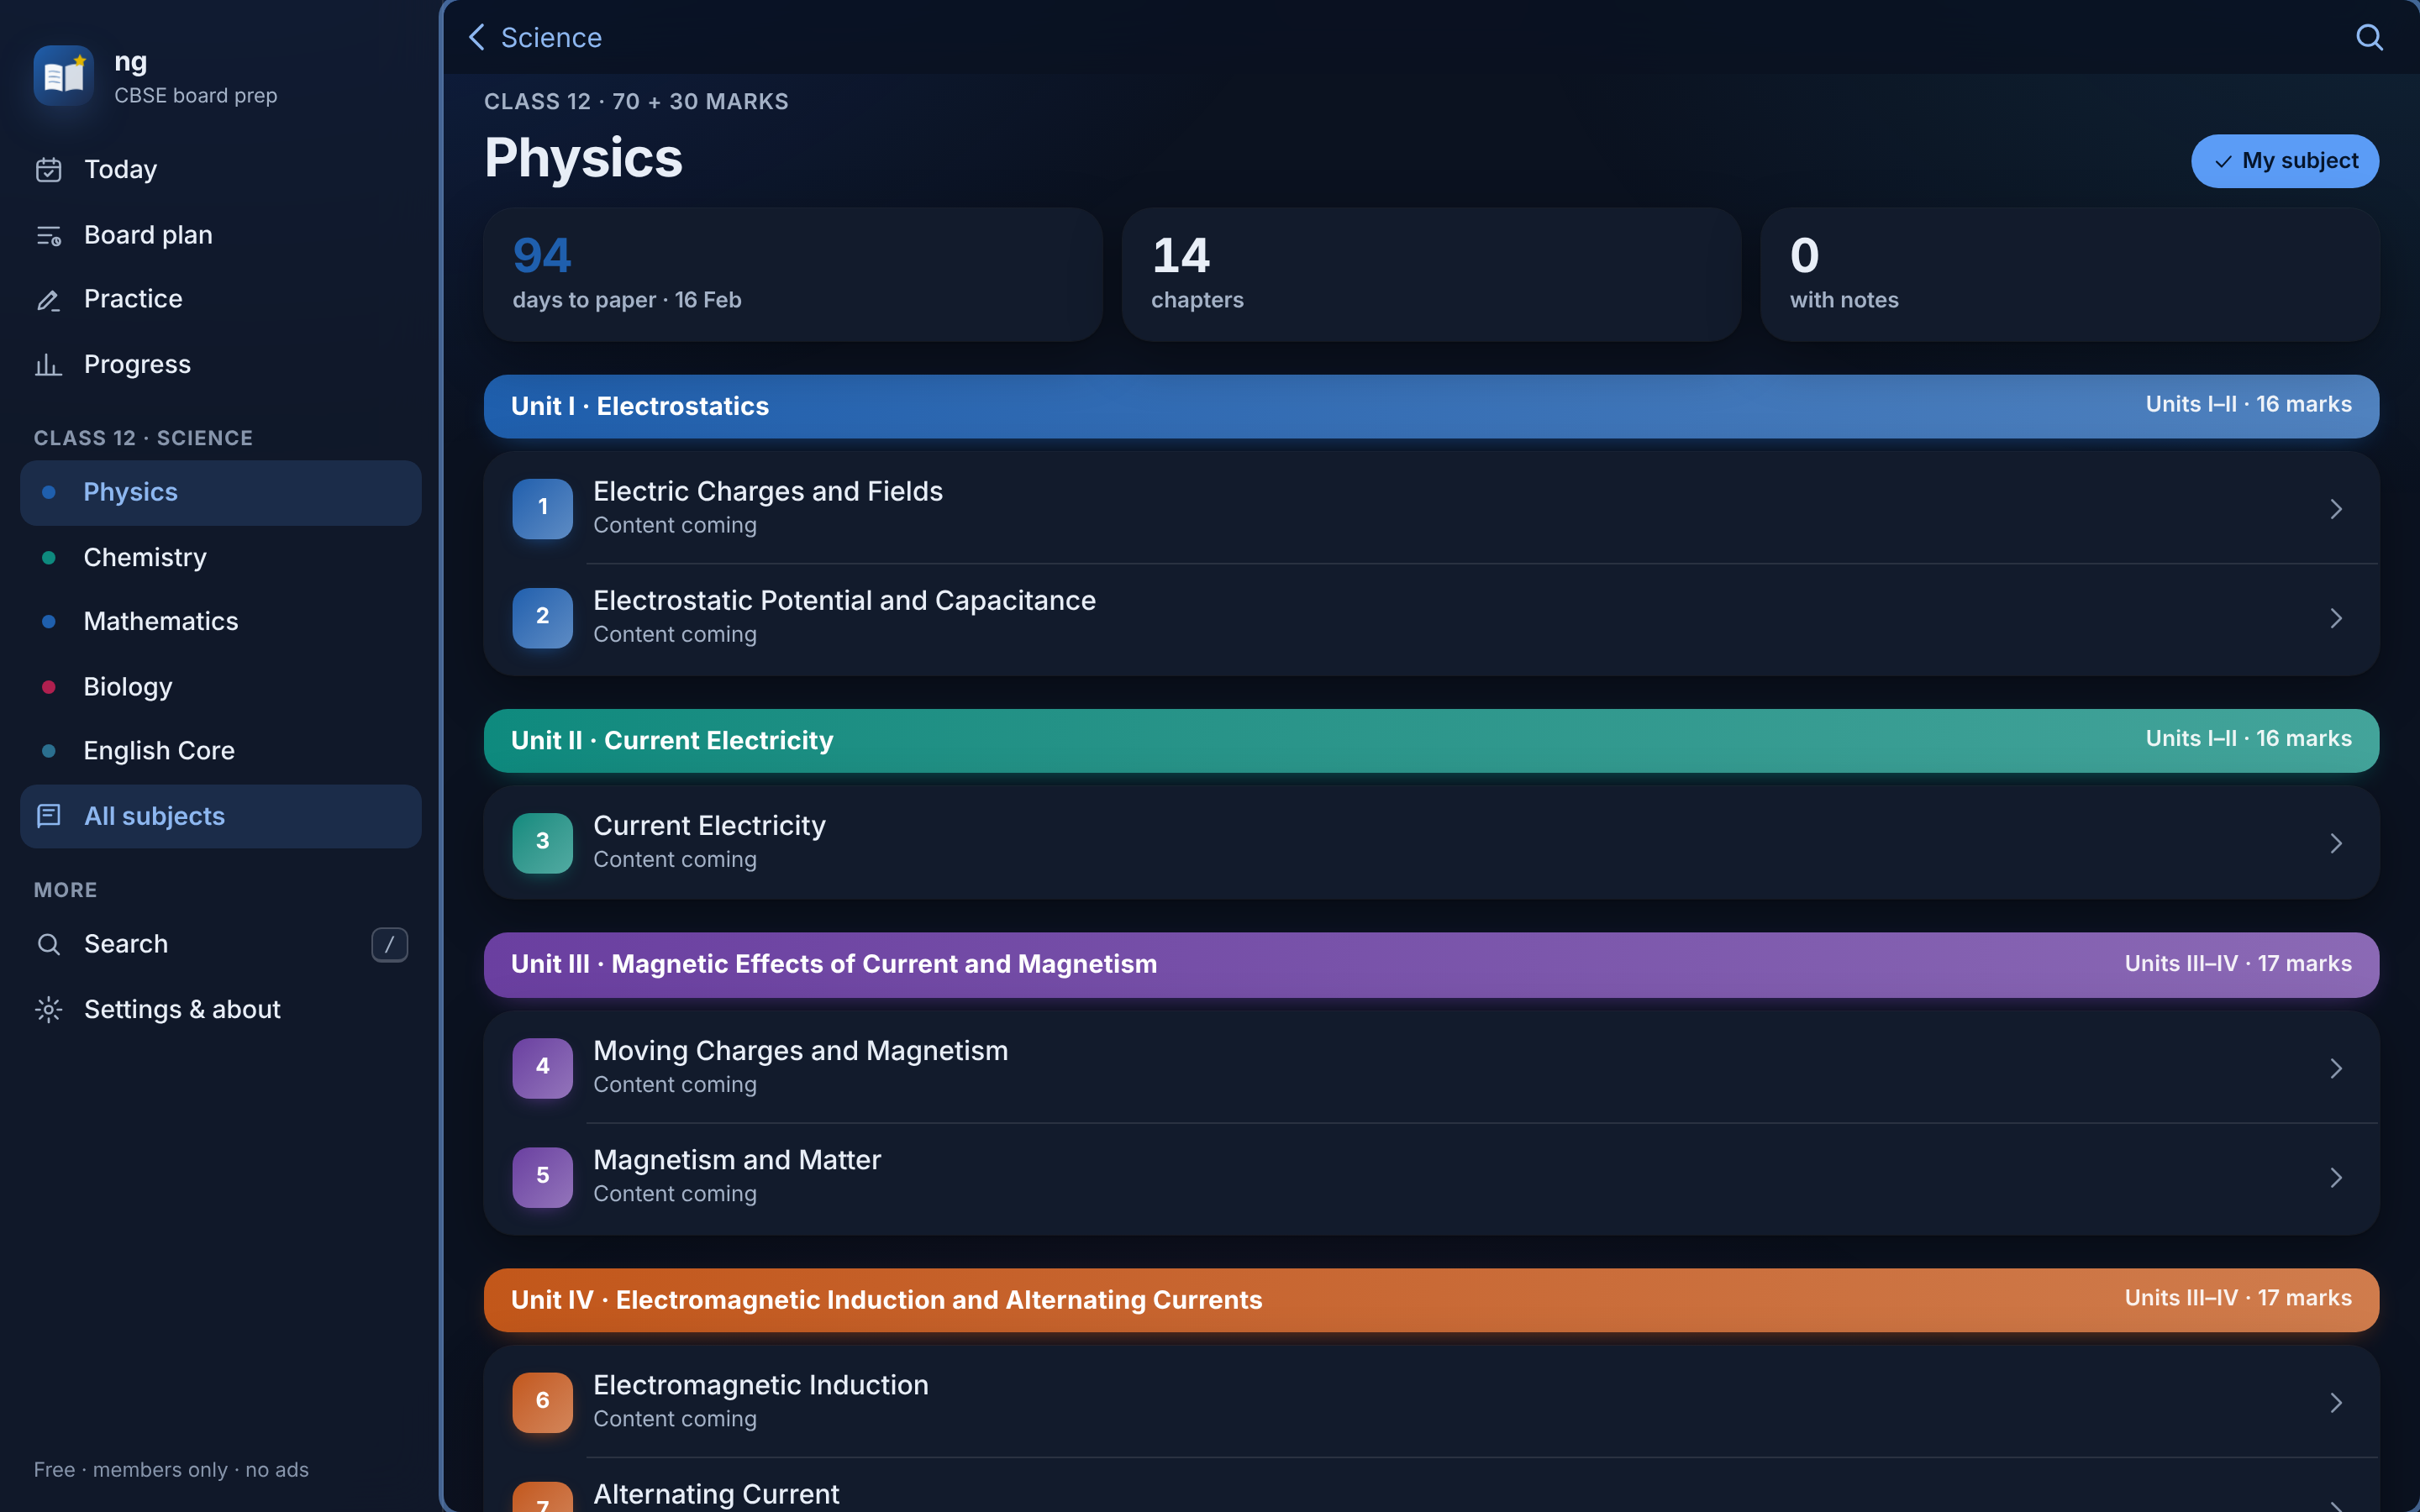 ng
CBSE board prep
Today
Board plan
Practice
Progress
CLASS 12 · SCIENCE
Physics
Chemistry
Mathematics
Biology
English Core
All subjects
MORE
Search
/
Settings & about
Free · members only · no ads
Science
CLASS 12 · 70 + 30 MARKS
Physics
My subject
94
days to paper · 16 Feb
14
chapters
0
with notes
Unit I · Electrostatics
Units I–II · 16 marks
1
Electric Charges and Fields
Content coming
2
Electrostatic Potential and Capacitance
Content coming
Unit II · Current Electricity
Units I–II · 16 marks
3
Current Electricity
Content coming
Unit III · Magnetic Effects of Current and Magnetism
Units III–IV · 17 marks
4
Moving Charges and Magnetism
Content coming
5
Magnetism and Matter
Content coming
Unit IV · Electromagnetic Induction and Alternating Currents
Units III–IV · 17 marks
6
Electromagnetic Induction
Content coming
7
Alternating Current